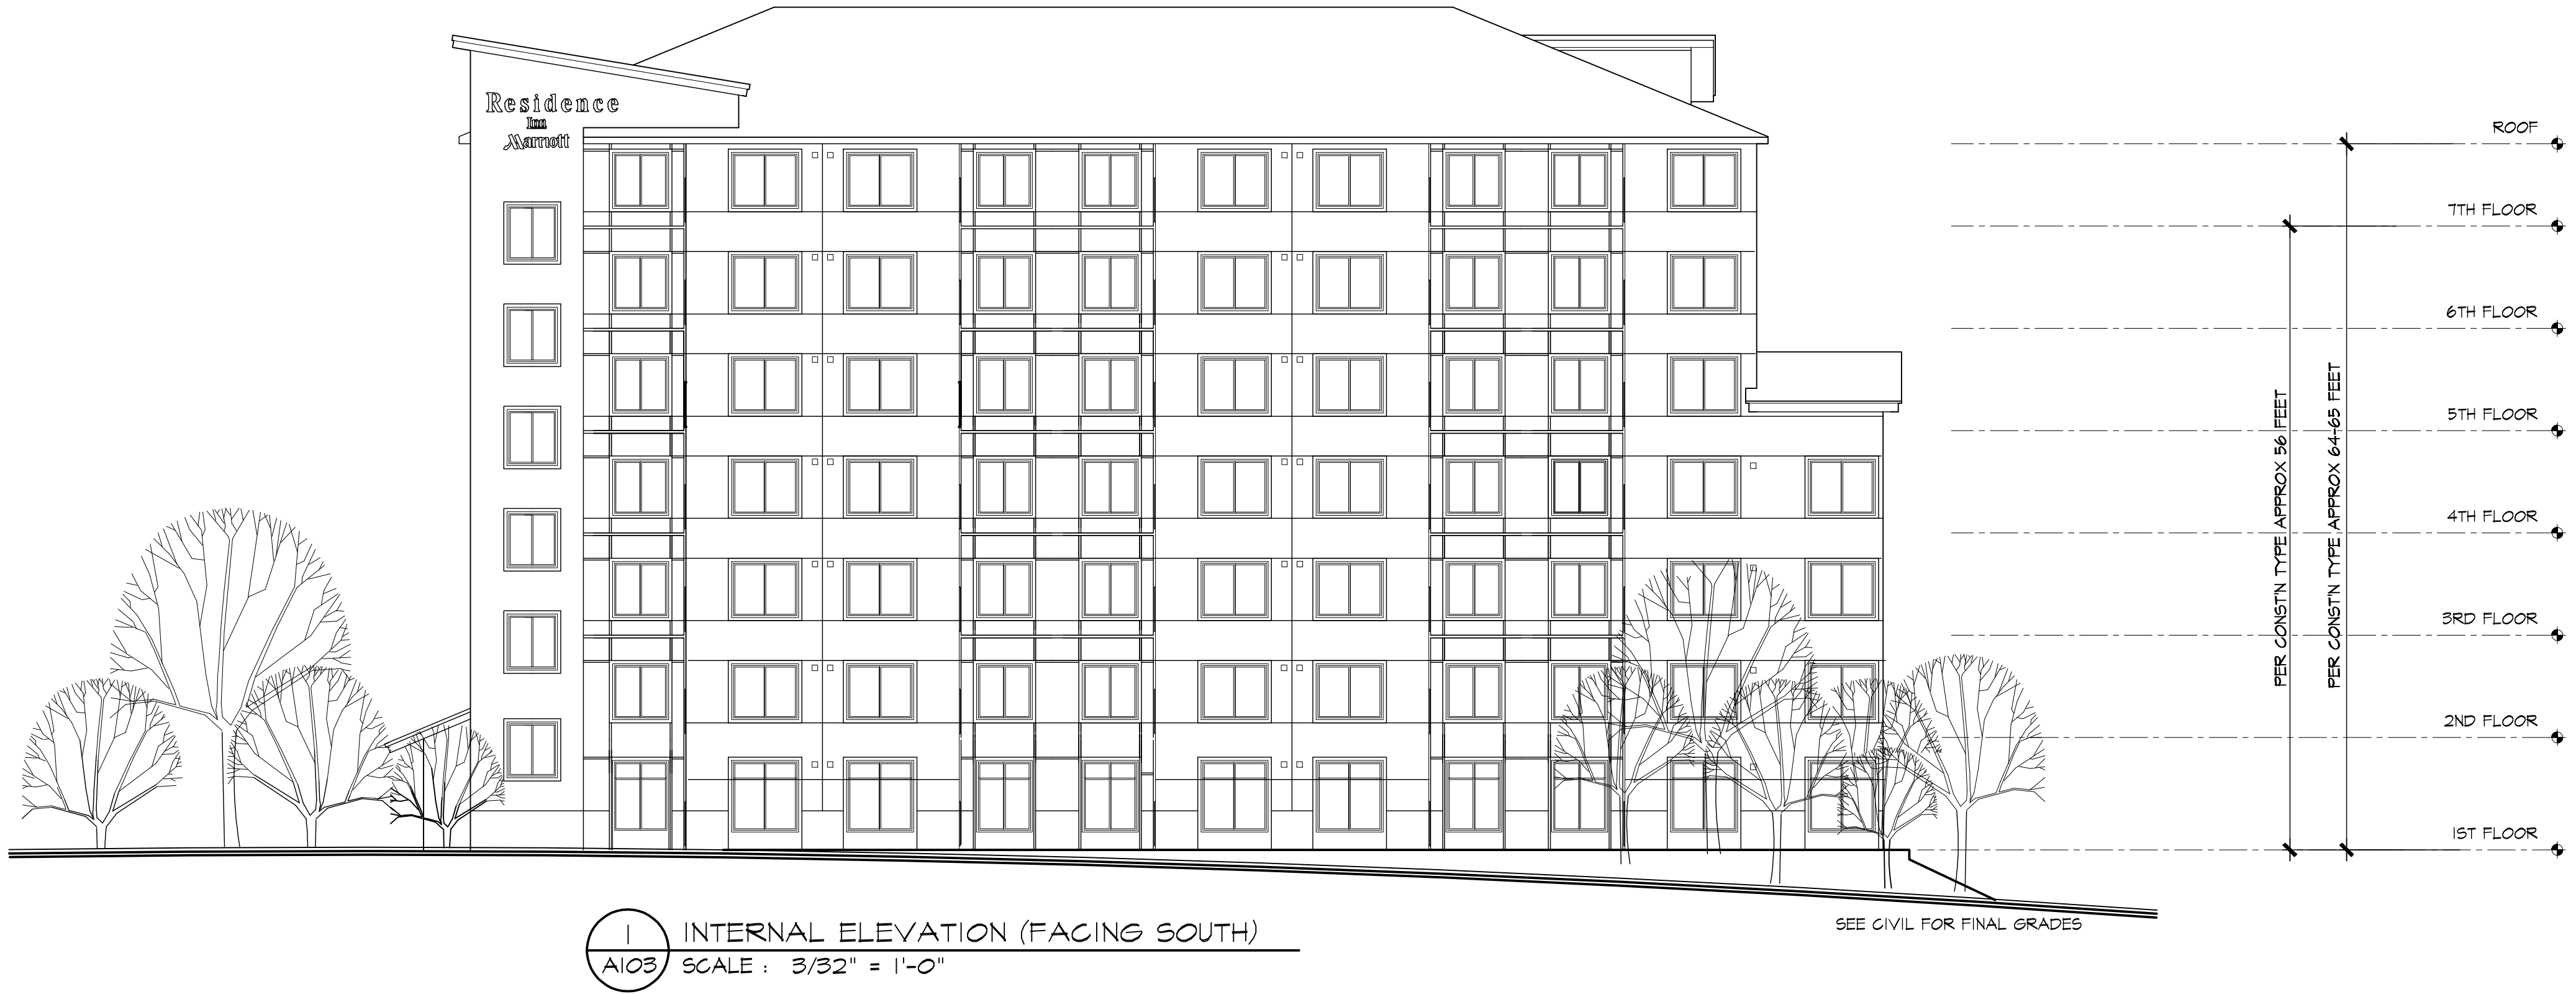 Residence
Inn
Marriott
ROOF
7TH FLOOR
6TH FLOOR
5TH FLOOR
4TH FLOOR
3RD FLOOR
2ND FLOOR
1ST FLOOR
PER CONST'N TYPE APPROX 56 FEET
PER CONST'N TYPE APPROX 64-65 FEET
SEE CIVIL FOR FINAL GRADES
1
A103
INTERNAL ELEVATION (FACING SOUTH)
SCALE : 3/32" = 1'-0"